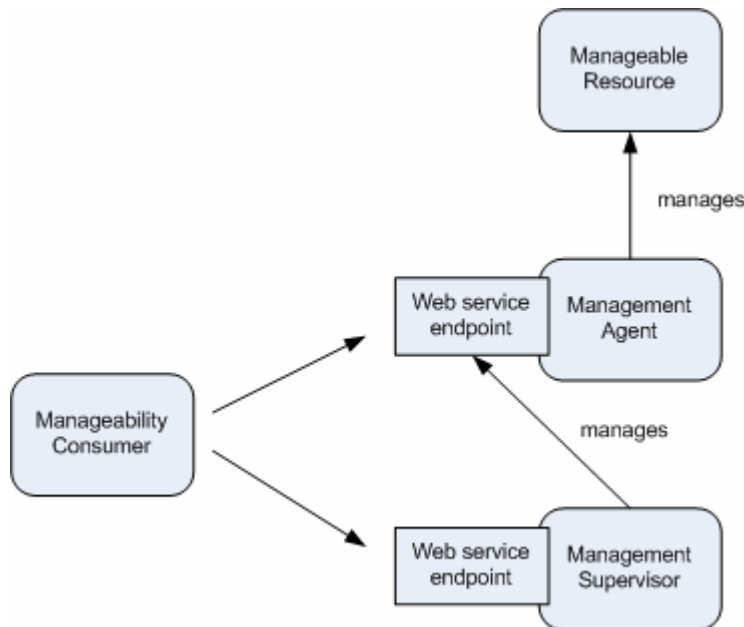 Manageable
Resource
manages
Web service
endpoint
Management
Agent
Manageability
Consumer
manages
Web service
endpoint
Management
Supervisor